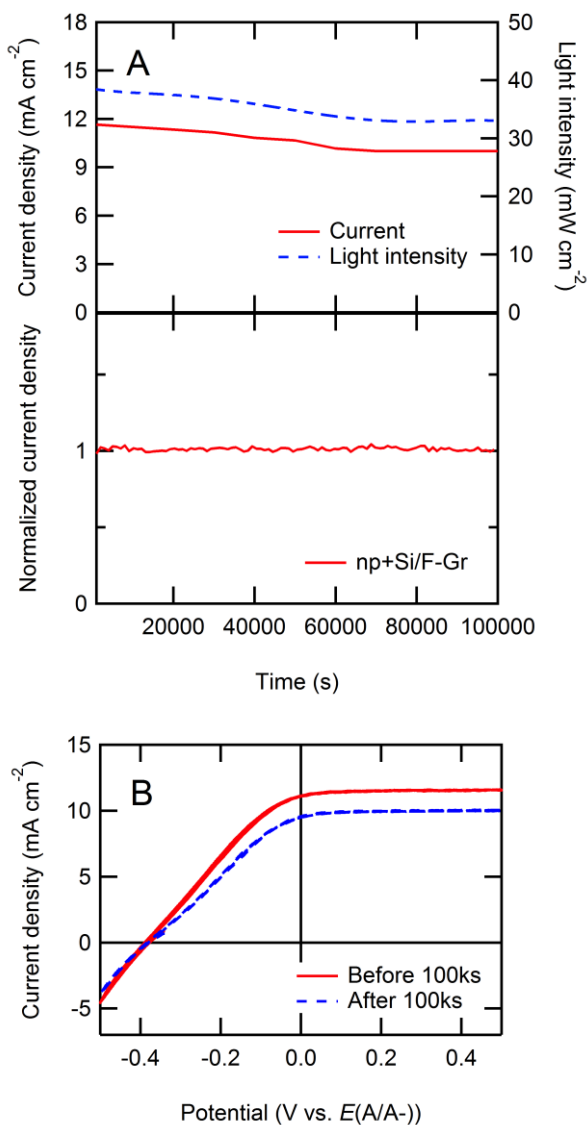 A
Current density (mA cm-2)
18
15
12
9
6
3
0
Light intensity (mW cm-2)
50
40
30
20
10
0
Current
Light intensity
Normalized current density
1
0
np+Si/F-Gr
20000 40000 60000 80000 100000
Time (s)
B
Current density (mA cm-2)
15
10
5
0
-5
Before 100ks
After 100ks
-0.4 -0.2 0.0 0.2 0.4
Potential (V vs. E(A/A-))